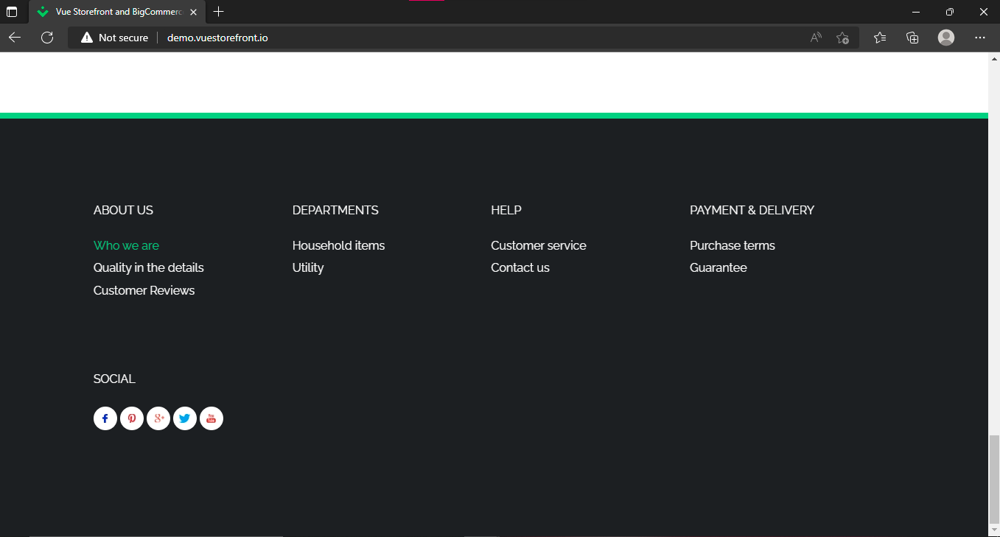 Vue Storefront and BigCommerc
Not secure
demo.vuestorefront.io
ABOUT US
Who we are
Quality in the details
Customer Reviews
DEPARTMENTS
Household items
Utility
HELP
Customer service
Contact us
PAYMENT & DELIVERY
Purchase terms
Guarantee
SOCIAL